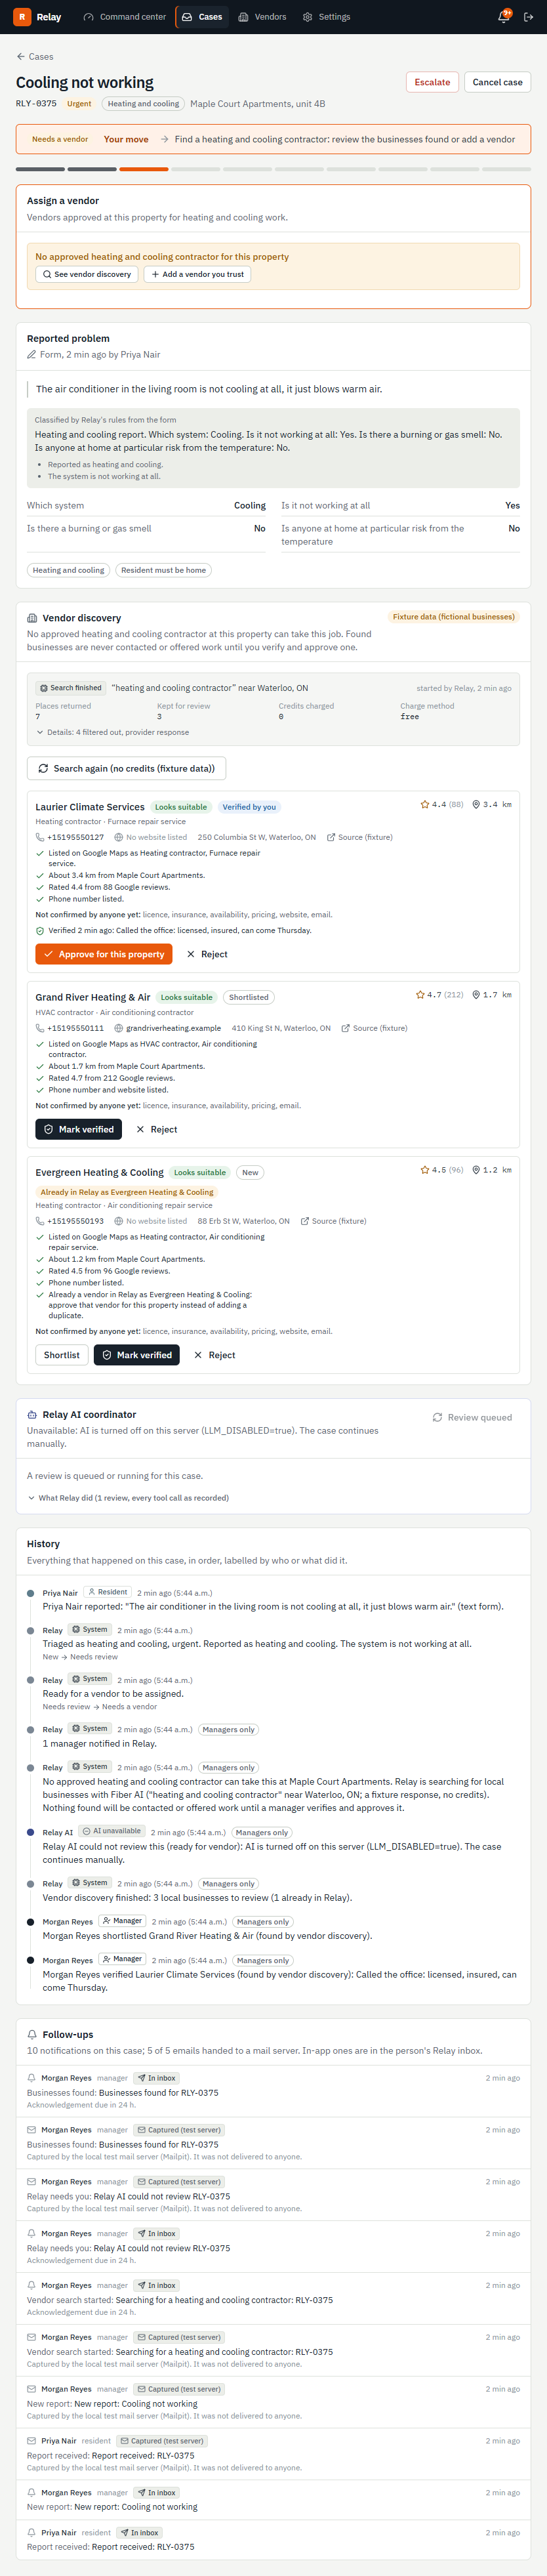 R Relay Command center Cases Vendors Settings 9+
Cases
Cooling not working
Escalate Cancel case
RLY-0375 Urgent Heating and cooling Maple Court Apartments, unit 4B
Needs a vendor Your move Find a heating and cooling contractor: review the businesses found or add a vendor
Assign a vendor
Vendors approved at this property for heating and cooling work.
No approved heating and cooling contractor for this property
See vendor discovery Add a vendor you trust
Reported problem
Form, 2 min ago by Priya Nair
The air conditioner in the living room is not cooling at all, it just blows warm air.
Classified by Relay's rules from the form
Heating and cooling report. Which system: Cooling. Is it not working at all: Yes. Is there a burning or gas smell: No.
Is anyone at home at particular risk from the temperature: No.
Reported as heating and cooling.
The system is not working at all.
Which system Cooling
Is it not working at all Yes
Is there a burning or gas smell No
Is anyone at home at particular risk from the No
temperature
Heating and cooling Resident must be home
Vendor discovery
Fixture data (fictional businesses)
No approved heating and cooling contractor at this property can take this job. Found
businesses are never contacted or offered work until you verify and approve one.
Search finished "heating and cooling contractor" near Waterloo, ON started by Relay, 2 min ago
Places returned Kept for review Credits charged Charge method
7 3 0 free
Details: 4 filtered out, provider response
Search again (no credits (fixture data))
Laurier Climate Services Looks suitable Verified by you 4.4 (88) 3.4 km
Heating contractor · Furnace repair service
+15195550127 No website listed 250 Columbia St W, Waterloo, ON Source (fixture)
Listed on Google Maps as Heating contractor, Furnace repair
service.
About 3.4 km from Maple Court Apartments.
Rated 4.4 from 88 Google reviews.
Phone number listed.
Not confirmed by anyone yet: licence, insurance, availability, pricing, website, email.
Verified 2 min ago: Called the office: licensed, insured, can come Thursday.
Approve for this property Reject
Grand River Heating & Air Looks suitable Shortlisted 4.7 (212) 1.7 km
HVAC contractor · Air conditioning contractor
+15195550111 grandriverheating.example 410 King St N, Waterloo, ON Source (fixture)
Listed on Google Maps as HVAC contractor, Air conditioning
contractor.
About 1.7 km from Maple Court Apartments.
Rated 4.7 from 212 Google reviews.
Phone number and website listed.
Not confirmed by anyone yet: licence, insurance, availability, pricing, email.
Mark verified Reject
Evergreen Heating & Cooling Looks suitable New 4.5 (96) 1.2 km
Already in Relay as Evergreen Heating & Cooling
Heating contractor · Air conditioning repair service
+15195550193 No website listed 88 Erb St W, Waterloo, ON Source (fixture)
Listed on Google Maps as Heating contractor, Air conditioning
repair service.
About 1.2 km from Maple Court Apartments.
Rated 4.5 from 96 Google reviews.
Phone number listed.
Already a vendor in Relay as Evergreen Heating & Cooling:
approve that vendor for this property instead of adding a
duplicate.
Not confirmed by anyone yet: licence, insurance, availability, pricing, website, email.
Shortlist Mark verified Reject
Relay AI coordinator
Review queued
Unavailable: AI is turned off on this server (LLM_DISABLED=true). The case continues
manually.
A review is queued or running for this case.
What Relay did (1 review, every tool call as recorded)
History
Everything that happened on this case, in order, labelled by who or what did it.
Priya Nair Resident 2 min ago (5:44 a.m.)
Priya Nair reported: "The air conditioner in the living room is not cooling at all, it just blows warm air." (text form).
Relay System 2 min ago (5:44 a.m.)
Triaged as heating and cooling, urgent. Reported as heating and cooling. The system is not working at all.
New → Needs review
Relay System 2 min ago (5:44 a.m.)
Ready for a vendor to be assigned.
Needs review → Needs a vendor
Relay System 2 min ago (5:44 a.m.) Managers only
1 manager notified in Relay.
Relay System 2 min ago (5:44 a.m.) Managers only
No approved heating and cooling contractor can take this at Maple Court Apartments. Relay is searching for local
businesses with Fiber AI ("heating and cooling contractor" near Waterloo, ON; a fixture response, no credits).
Nothing found will be contacted or offered work until a manager verifies and approves it.
Relay AI AI unavailable 2 min ago (5:44 a.m.) Managers only
Relay AI could not review this (ready for vendor): AI is turned off on this server (LLM_DISABLED=true). The case
continues manually.
Relay System 2 min ago (5:44 a.m.) Managers only
Vendor discovery finished: 3 local businesses to review (1 already in Relay).
Morgan Reyes Manager 2 min ago (5:44 a.m.) Managers only
Morgan Reyes shortlisted Grand River Heating & Air (found by vendor discovery).
Morgan Reyes Manager 2 min ago (5:44 a.m.) Managers only
Morgan Reyes verified Laurier Climate Services (found by vendor discovery): Called the office: licensed, insured, can
come Thursday.
Follow-ups
10 notifications on this case; 5 of 5 emails handed to a mail server. In-app ones are in the person's Relay inbox.
Morgan Reyes manager In inbox 2 min ago
Businesses found: Businesses found for RLY-0375
Acknowledgement due in 24 h.
Morgan Reyes manager Captured (test server) 2 min ago
Businesses found: Businesses found for RLY-0375
Captured by the local test mail server (Mailpit). It was not delivered to anyone.
Morgan Reyes manager Captured (test server) 2 min ago
Relay needs you: Relay AI could not review RLY-0375
Captured by the local test mail server (Mailpit). It was not delivered to anyone.
Morgan Reyes manager In inbox 2 min ago
Relay needs you: Relay AI could not review RLY-0375
Acknowledgement due in 24 h.
Morgan Reyes manager In inbox 2 min ago
Vendor search started: Searching for a heating and cooling contractor: RLY-0375
Acknowledgement due in 24 h.
Morgan Reyes manager Captured (test server) 2 min ago
Vendor search started: Searching for a heating and cooling contractor: RLY-0375
Captured by the local test mail server (Mailpit). It was not delivered to anyone.
Morgan Reyes manager Captured (test server) 2 min ago
New report: New report: Cooling not working
Captured by the local test mail server (Mailpit). It was not delivered to anyone.
Priya Nair resident Captured (test server) 2 min ago
Report received: Report received: RLY-0375
Captured by the local test mail server (Mailpit). It was not delivered to anyone.
Morgan Reyes manager In inbox 2 min ago
New report: New report: Cooling not working
Priya Nair resident In inbox 2 min ago
Report received: Report received: RLY-0375